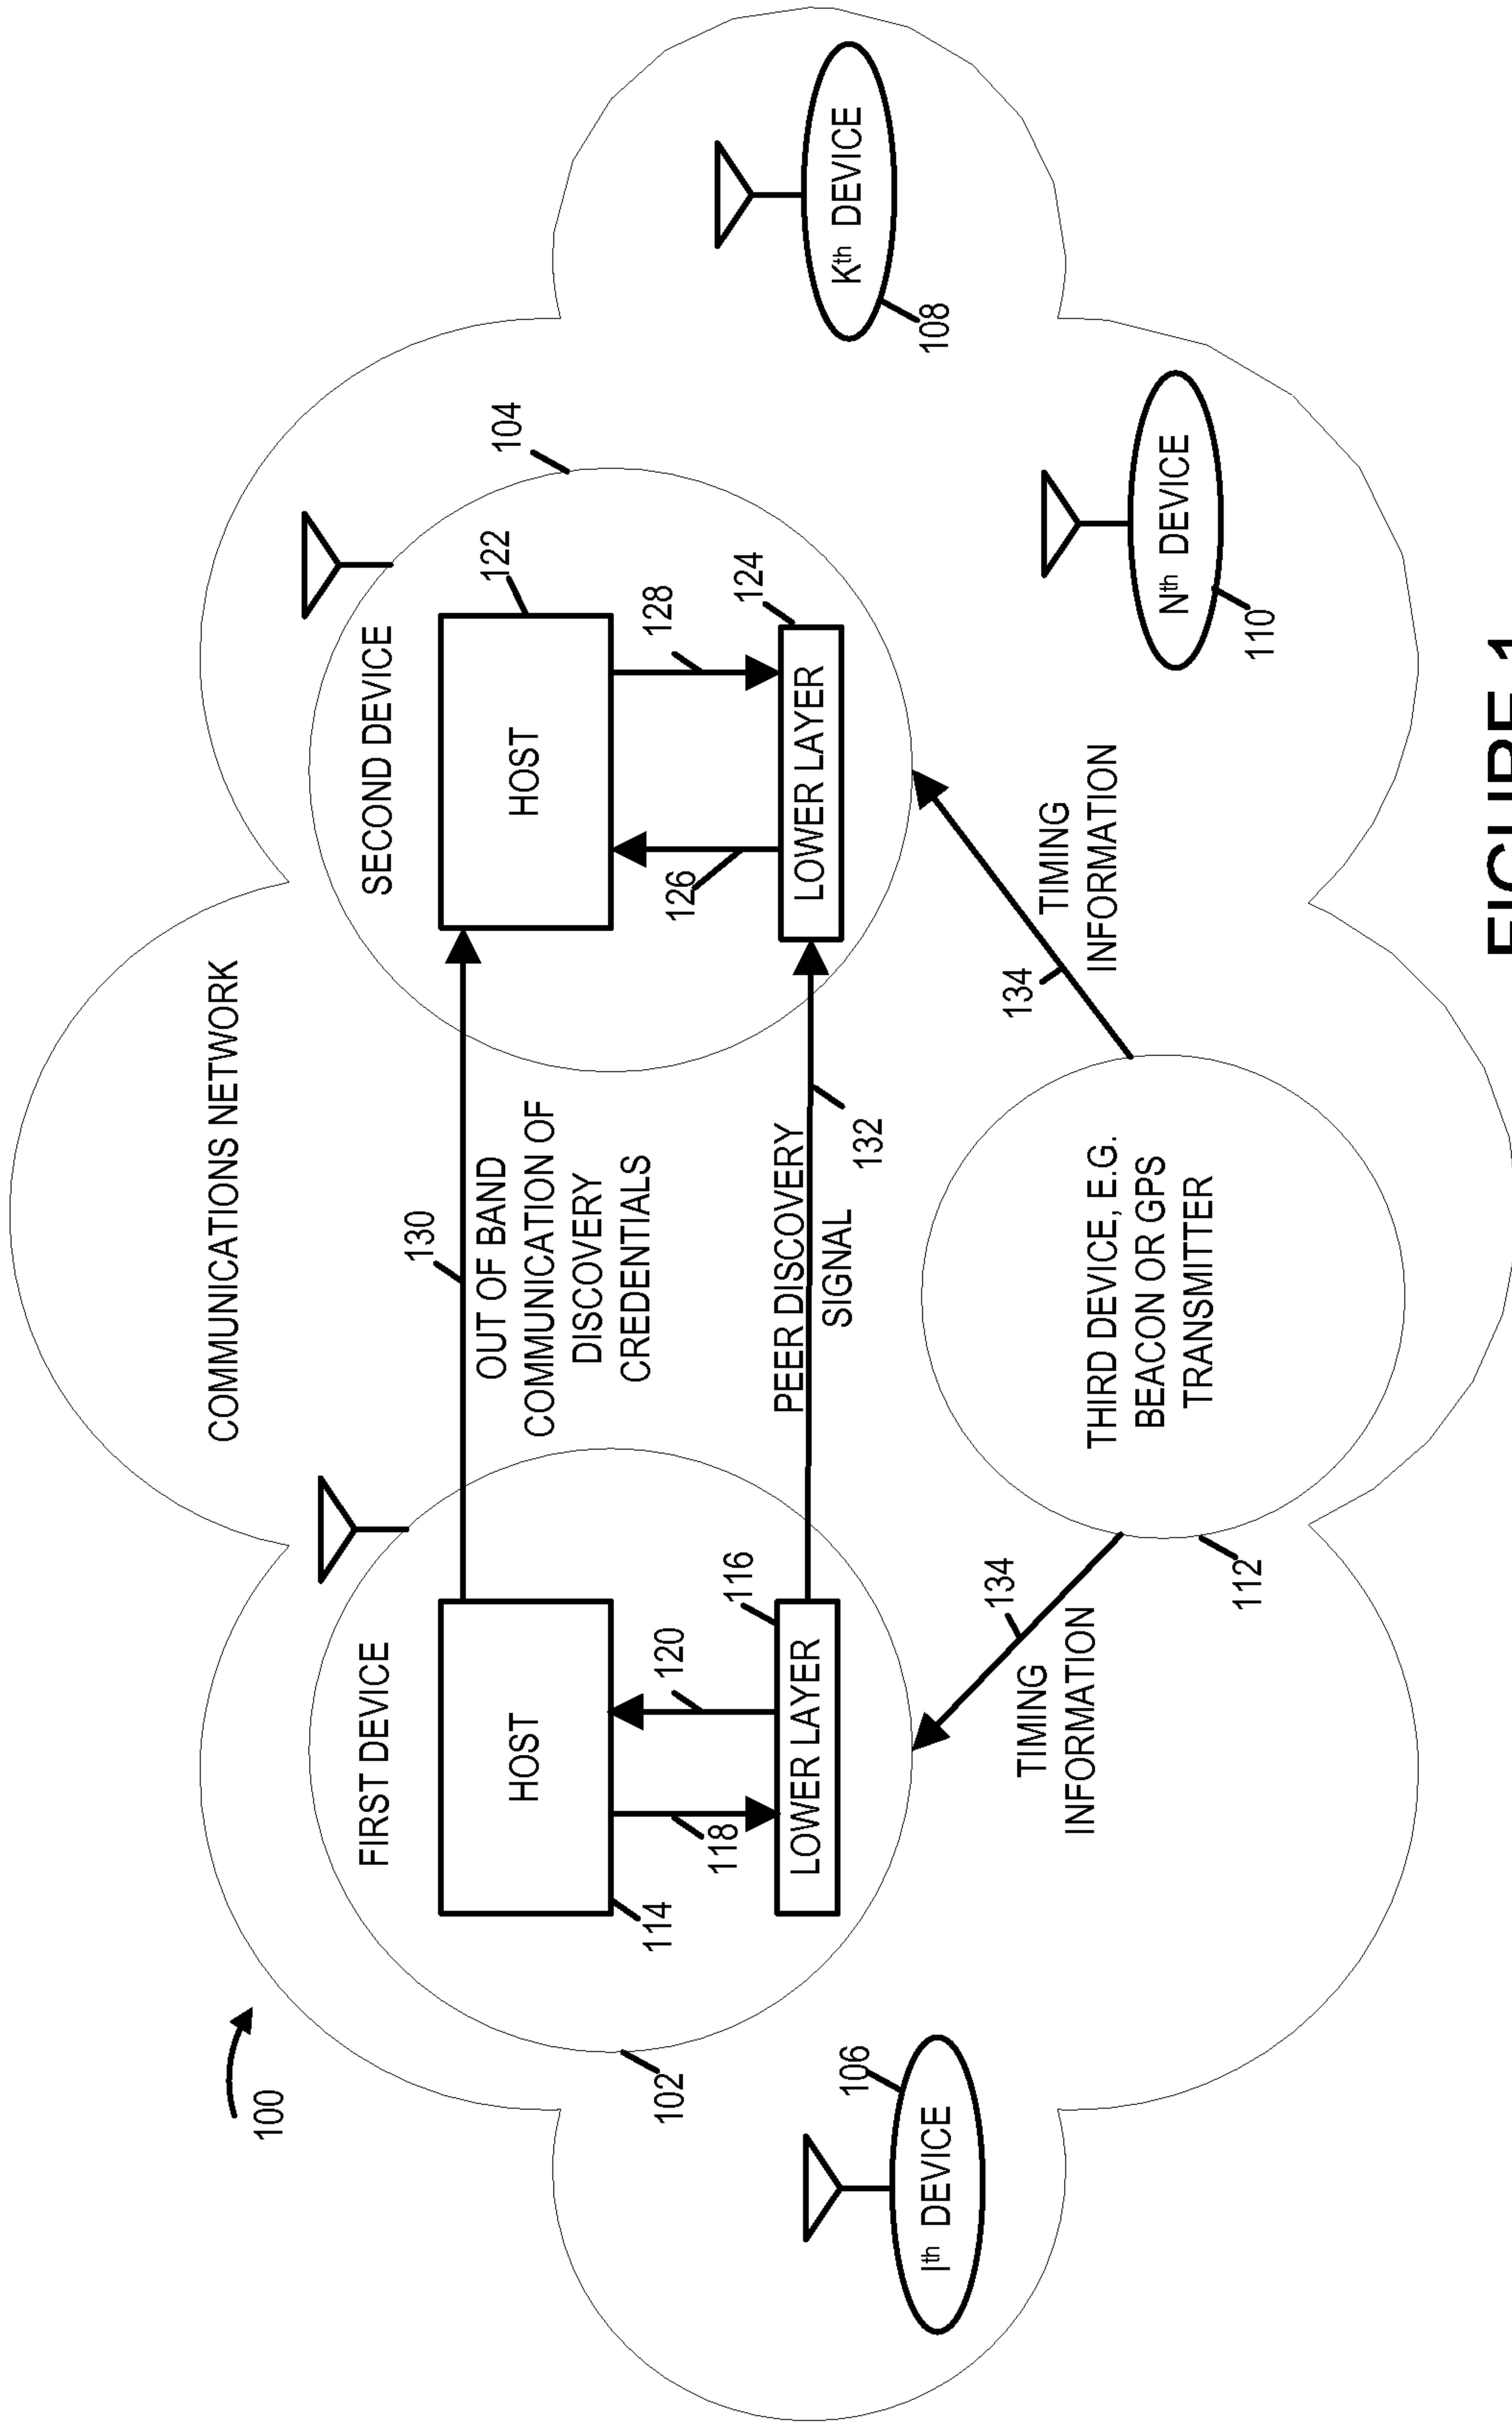 100
COMMUNICATIONS NETWORK
FIRST DEVICE
SECOND DEVICE
102
104
HOST
114
118
120
LOWER LAYER
116
130
OUT OF BAND
COMMUNICATION OF
DISCOVERY
CREDENTIALS
PEER DISCOVERY
SIGNAL
132
HOST
122
126
128
LOWER LAYER
124
Ith DEVICE
106
TIMING
INFORMATION
134
THIRD DEVICE, E.G.
BEACON OR GPS
TRANSMITTER
112
134
TIMING
INFORMATION
Kth DEVICE
108
Nth DEVICE
110
FIGURE 1